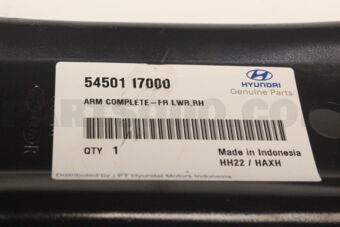 54501 I7000
HYUNDAI
Genuine Parts
ARM COMPLETE-FR LWR,RH
QTY 1
Made in Indonesia
HH22 / HAXH
Distributed by : PT Hyundai Motors Indonesia